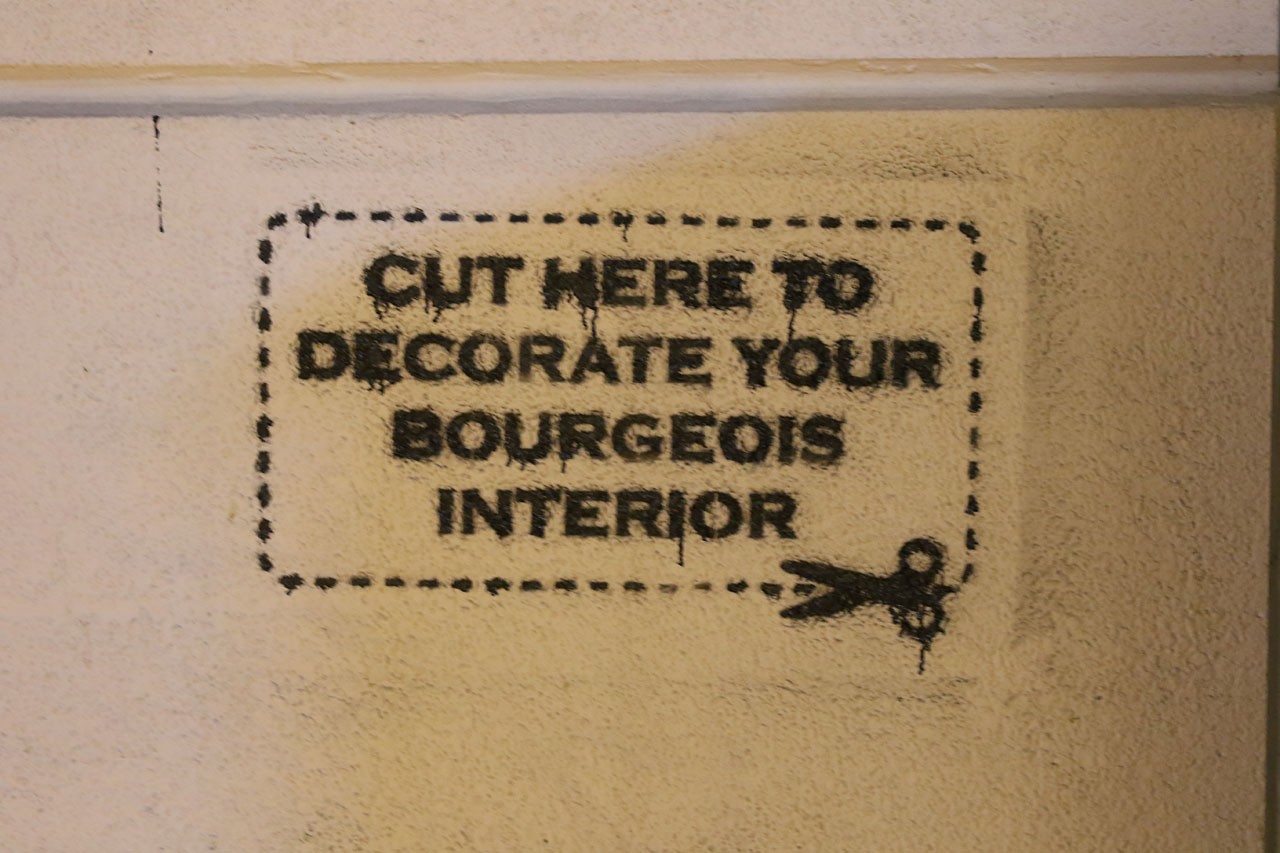 CUT HERE TO
DECORATE YOUR
BOURGEOIS
INTERIOR